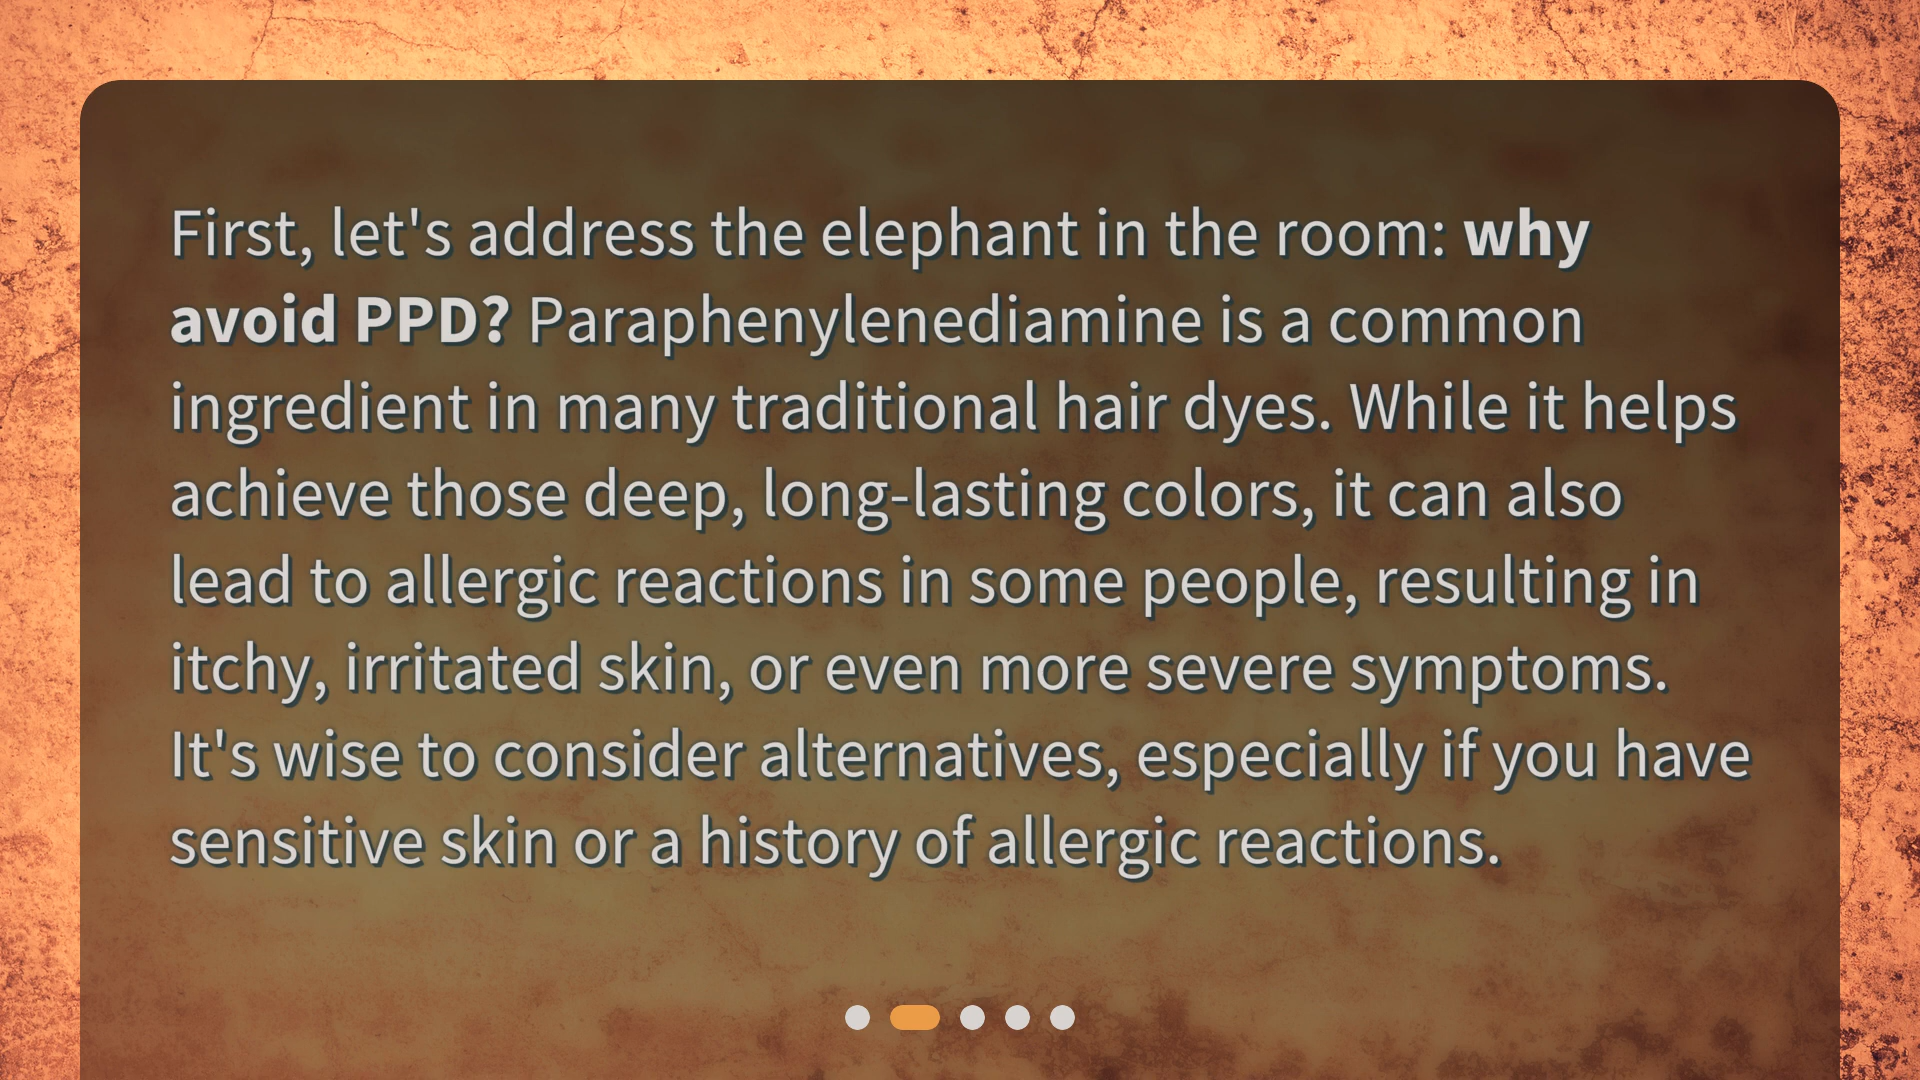 First, let's address the elephant in the room: why
avoid PPD? Paraphenylenediamine is a common
ingredient in many traditional hair dyes. While it helps
achieve those deep, long-lasting colors, it can also
lead to allergic reactions in some people, resulting in
itchy, irritated skin, or even more severe symptoms.
It's wise to consider alternatives, especially if you have
sensitive skin or a history of allergic reactions.